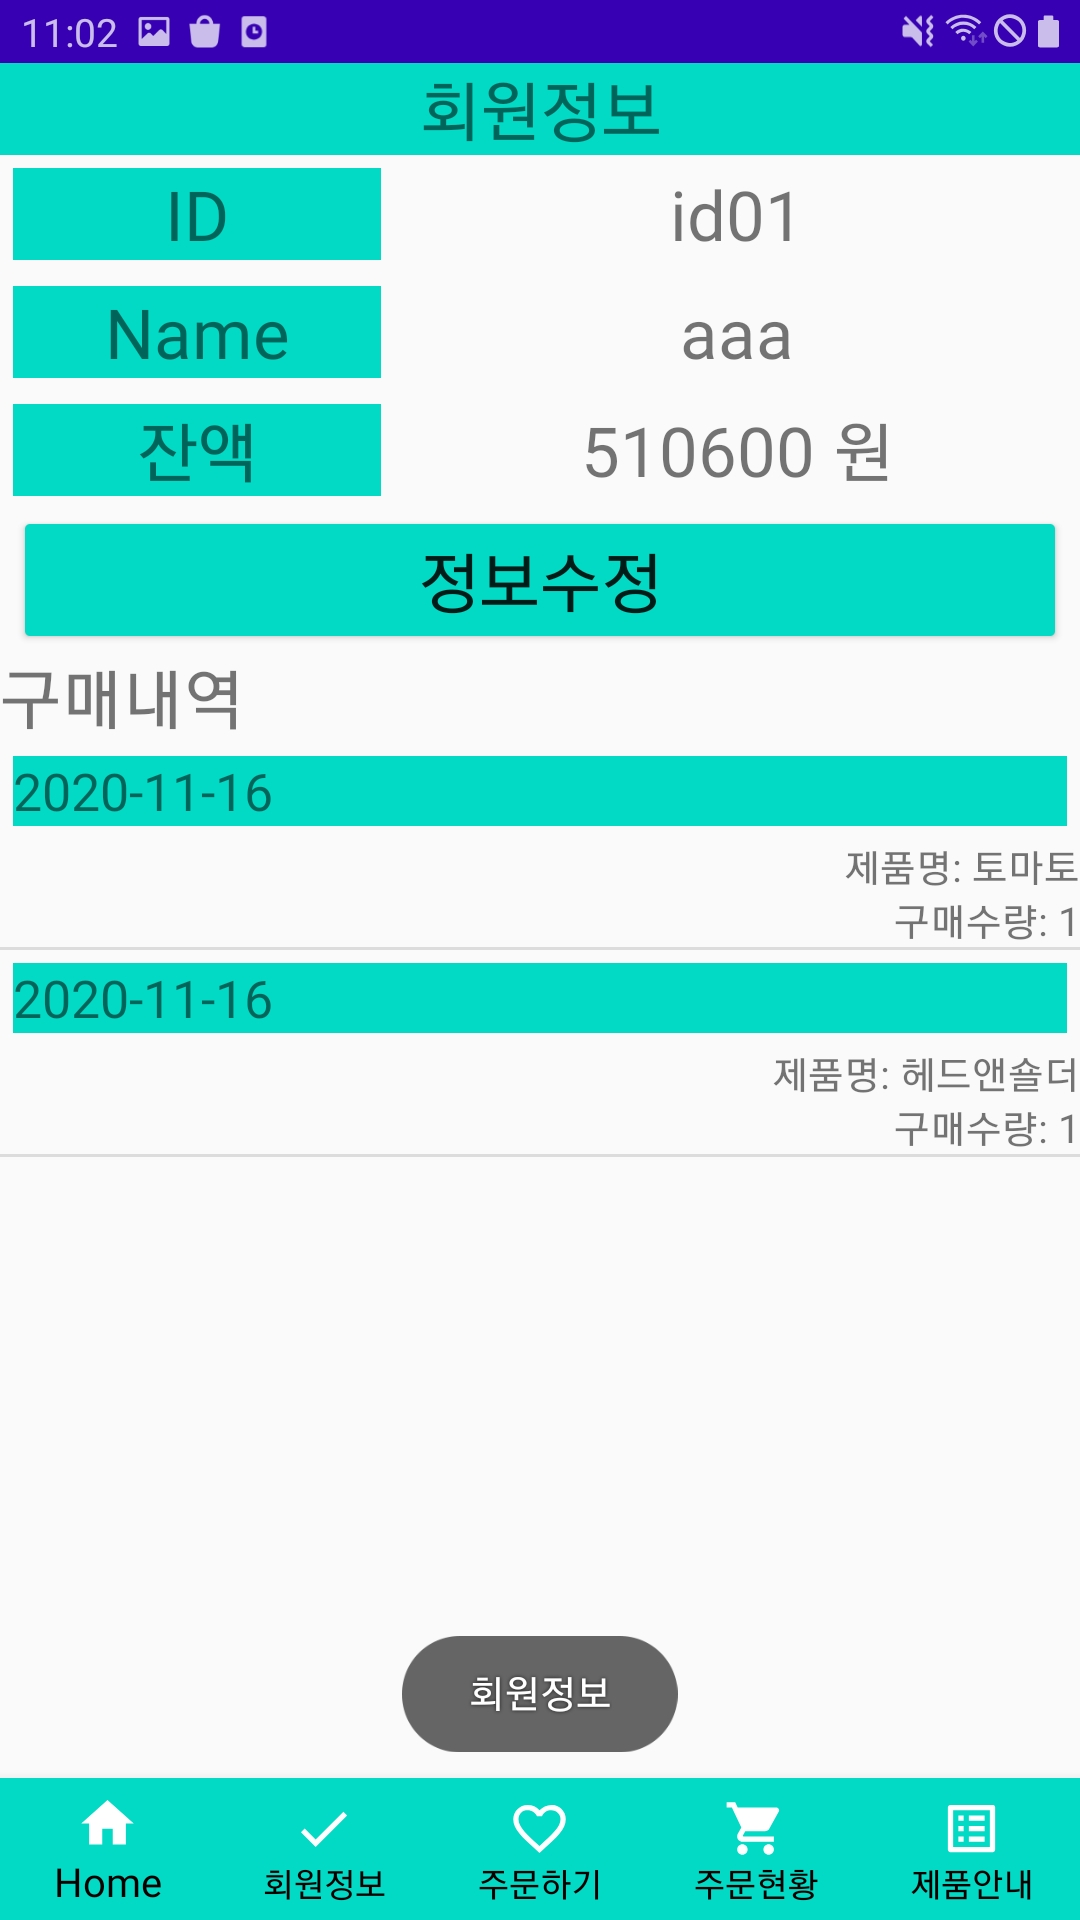 11:02
회원정보
ID id01
Name aaa
잔액 510600 원
정보수정
구매내역
2020-11-16
제품명: 토마토
구매수량: 1
2020-11-16
제품명: 헤드앤숄더
구매수량: 1
회원정보
Home 회원정보 주문하기 주문현황 제품안내